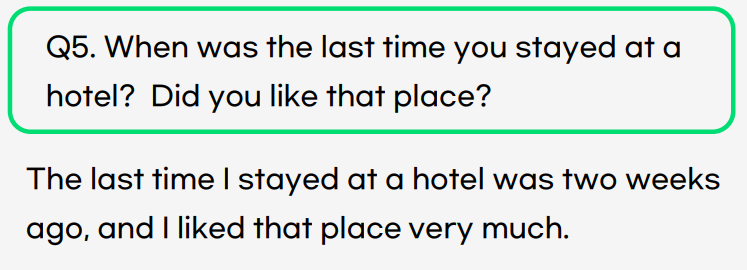 Q5. When was the last time you stayed at a
hotel?  Did you like that place?
The last time I stayed at a hotel was two weeks
ago, and I liked that place very much.